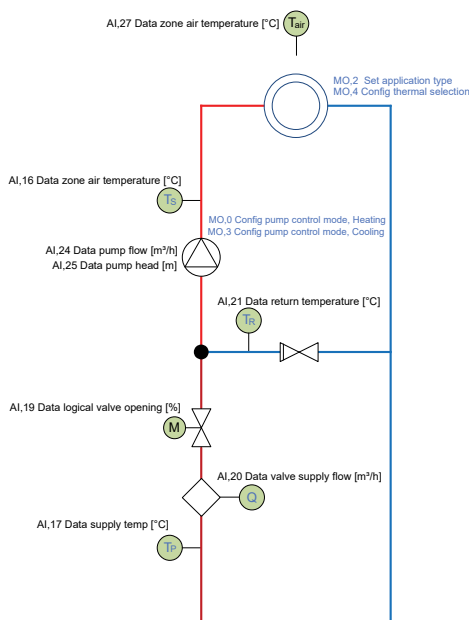 AI,27 Data zone air temperature [°C]
Tair
MO,2  Set application type
MO,4 Config thermal selection
AI,16 Data zone air temperature [°C]
TS
MO,0 Config pump control mode, Heating
MO,3 Config pump control mode, Cooling
AI,24 Data pump flow [m³/h]
AI,25 Data pump head [m]
AI,21 Data return temperature [°C]
TR
AI,19 Data logical valve opening [%]
M
AI,20 Data valve supply flow [m³/h]
Q
AI,17 Data supply temp [°C]
TP